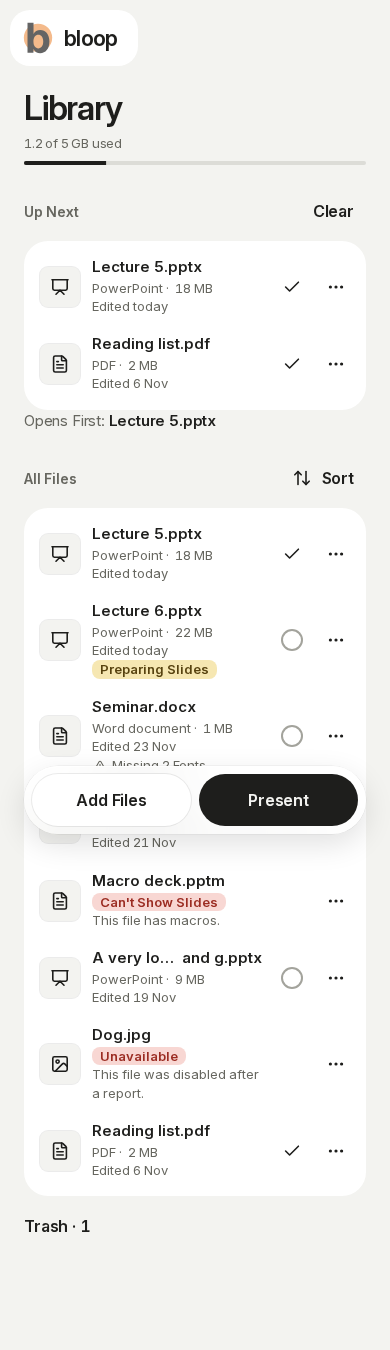 bloop
Library
1.2 of 5 GB used
Up Next
Clear
Lecture 5.pptx
PowerPoint · 18 MB
Edited today
Reading list.pdf
PDF · 2 MB
Edited 6 Nov
Opens First: Lecture 5.pptx
All Files
Sort
Lecture 5.pptx
PowerPoint · 18 MB
Edited today
Lecture 6.pptx
PowerPoint · 22 MB
Edited today
Preparing Slides
Seminar.docx
Word document · 1 MB
Edited 23 Nov
Missing 2 Fonts
Add Files
Present
Edited 21 Nov
Macro deck.pptm
Can't Show Slides
This file has macros.
A very lo… and g.pptx
PowerPoint · 9 MB
Edited 19 Nov
Dog.jpg
Unavailable
This file was disabled after
a report.
Reading list.pdf
PDF · 2 MB
Edited 6 Nov
Trash · 1